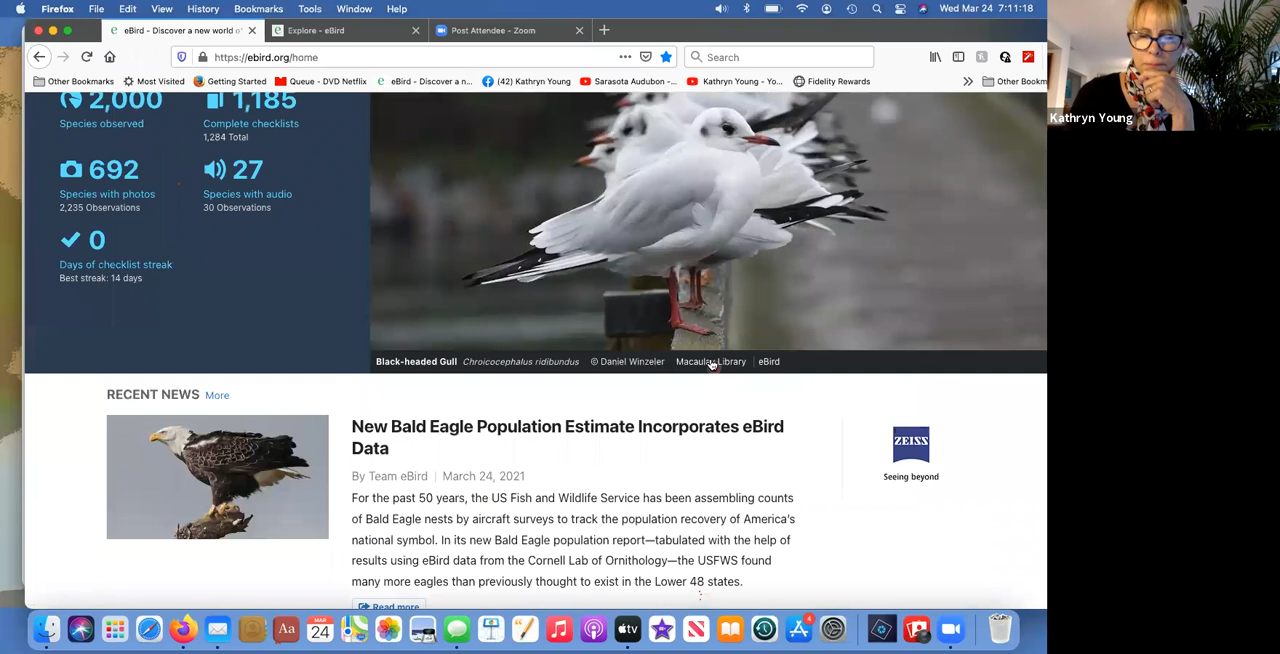 Firefox File Edit View History Bookmarks Tools Window Help Wed Mar 24 7:11:18
eBird - Discover a new world o Explore - eBird Post Attendee - Zoom
https://ebird.org/home Search
Other Bookmarks Most Visited Getting Started Queue - DVD Netflix eBird - Discover a n... (42) Kathryn Young Sarasota Audubon -... Kathryn Young - Yo... Fidelity Rewards Other Bookm
2,000 1,185
Species observed Complete checklists
1,284 Total
692 27
Species with photos Species with audio
2,235 Observations 30 Observations
0
Days of checklist streak
Best streak: 14 days
Black-headed Gull Chroicocephalus ridibundus © Daniel Winzeler Macaulay Library eBird
RECENT NEWS More
New Bald Eagle Population Estimate Incorporates eBird
Data
By Team eBird | March 24, 2021
For the past 50 years, the US Fish and Wildlife Service has been assembling counts
of Bald Eagle nests by aircraft surveys to track the population recovery of America's
national symbol. In its new Bald Eagle population report—tabulated with the help of
results using eBird data from the Cornell Lab of Ornithology—the USFWS found
many more eagles than previously thought to exist in the Lower 48 states.
Read more
ZEISS
Seeing beyond
Kathryn Young
Aa
MAR
24
tv
4